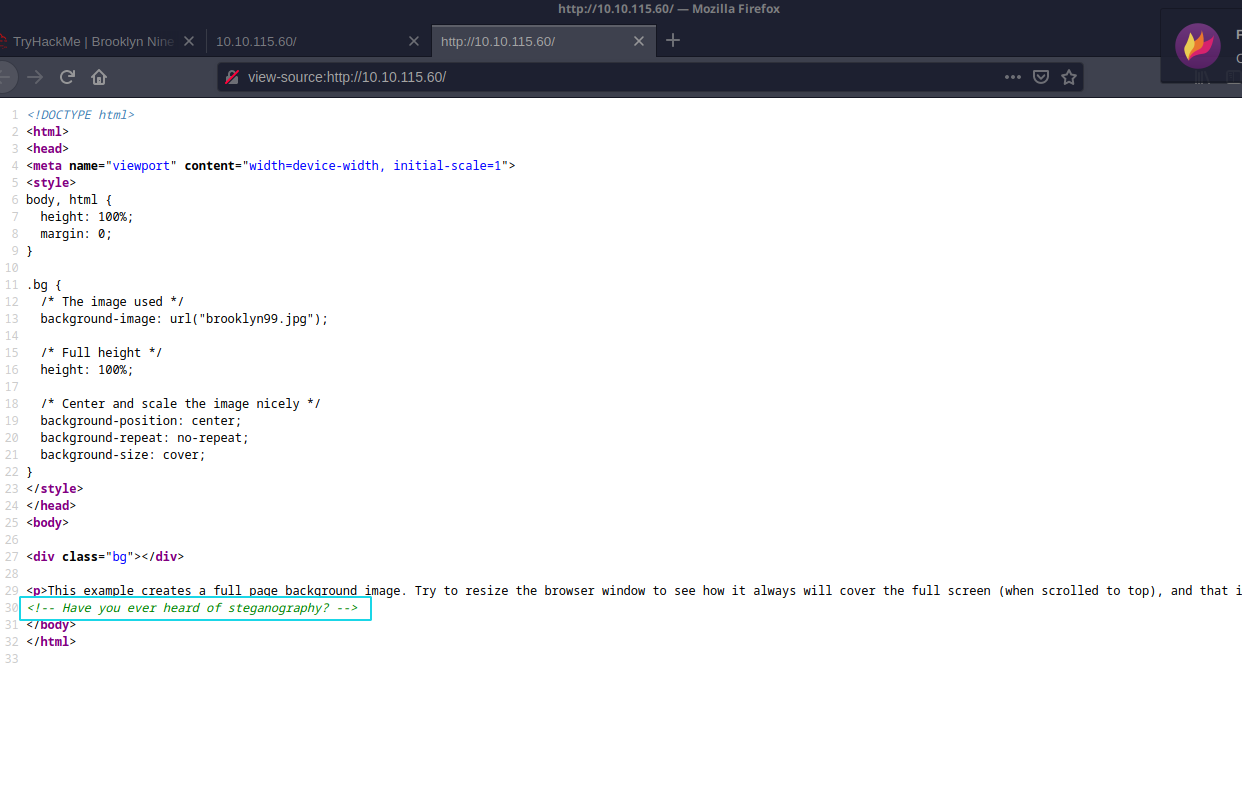 http://10.10.115.60/ — Mozilla Firefox
TryHackMe | Brooklyn Nine
10.10.115.60/
http://10.10.115.60/
view-source:http://10.10.115.60/
1 <!DOCTYPE html>
2 <html>
3 <head>
4 <meta name="viewport" content="width=device-width, initial-scale=1">
5 <style>
6 body, html {
7   height: 100%;
8   margin: 0;
9 }
10
11 .bg {
12   /* The image used */
13   background-image: url("brooklyn99.jpg");
14
15   /* Full height */
16   height: 100%;
17
18   /* Center and scale the image nicely */
19   background-position: center;
20   background-repeat: no-repeat;
21   background-size: cover;
22 }
23 </style>
24 </head>
25 <body>
26
27 <div class="bg"></div>
28
29 <p>This example creates a full page background image. Try to resize the browser window to see how it always will cover the full screen (when scrolled to top), and that i
30 <!-- Have you ever heard of steganography? -->
31 </body>
32 </html>
33